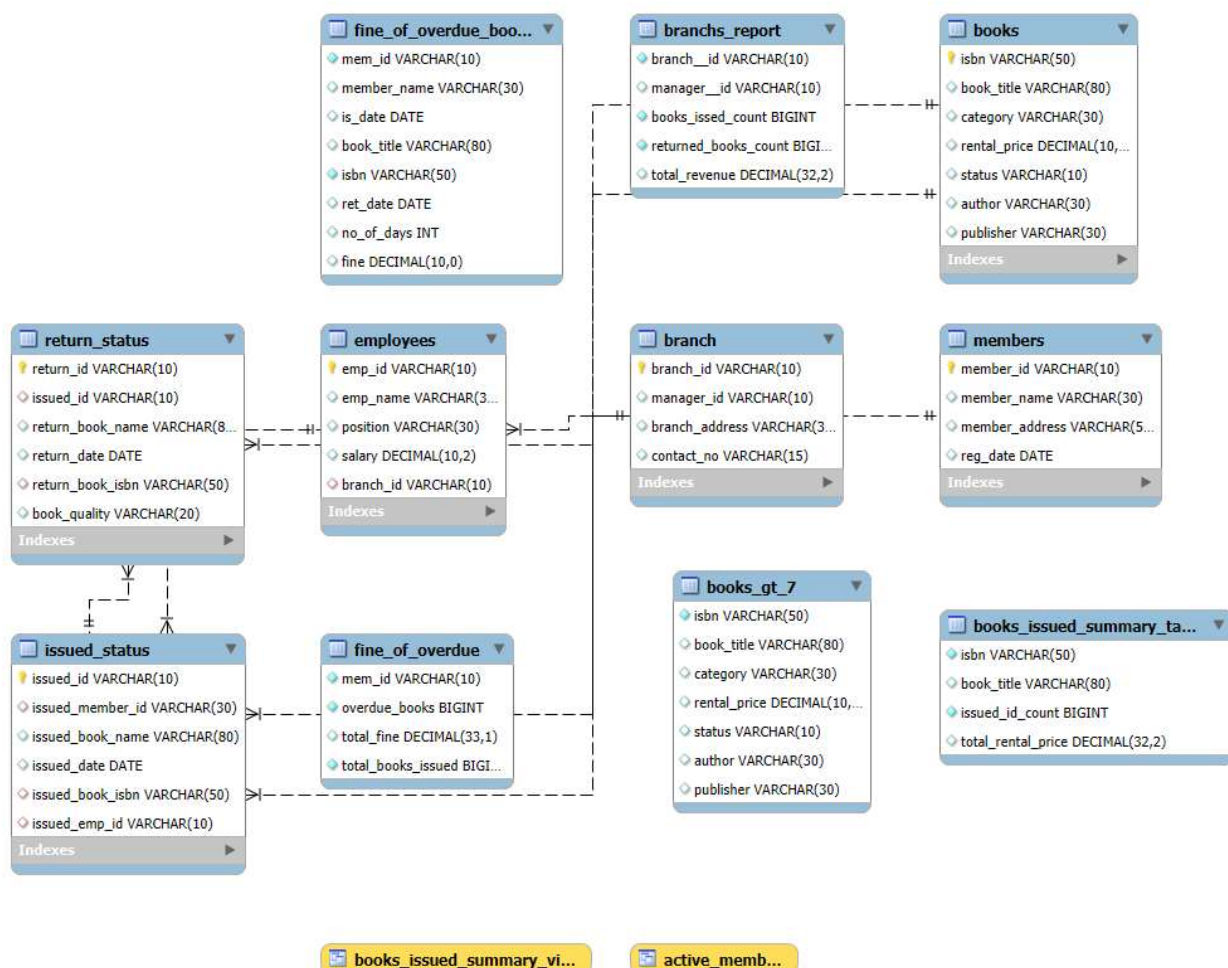 fine_of_overdue_boo...
mem_id VARCHAR(10)
member_name VARCHAR(30)
is_date DATE
book_title VARCHAR(80)
isbn VARCHAR(50)
ret_date DATE
no_of_days INT
fine DECIMAL(10,0)
branchs_report
branch__id VARCHAR(10)
manager__id VARCHAR(10)
books_issed_count BIGINT
returned_books_count BIGI...
total_revenue DECIMAL(32,2)
books
isbn VARCHAR(50)
book_title VARCHAR(80)
category VARCHAR(30)
rental_price DECIMAL(10,...
status VARCHAR(10)
author VARCHAR(30)
publisher VARCHAR(30)
Indexes
return_status
return_id VARCHAR(10)
issued_id VARCHAR(10)
return_book_name VARCHAR(8...
return_date DATE
return_book_isbn VARCHAR(50)
book_quality VARCHAR(20)
Indexes
employees
emp_id VARCHAR(10)
emp_name VARCHAR(3...
position VARCHAR(30)
salary DECIMAL(10,2)
branch_id VARCHAR(10)
Indexes
branch
branch_id VARCHAR(10)
manager_id VARCHAR(10)
branch_address VARCHAR(3...
contact_no VARCHAR(15)
Indexes
members
member_id VARCHAR(10)
member_name VARCHAR(30)
member_address VARCHAR(5...
reg_date DATE
Indexes
issued_status
issued_id VARCHAR(10)
issued_member_id VARCHAR(30)
issued_book_name VARCHAR(80)
issued_date DATE
issued_book_isbn VARCHAR(50)
issued_emp_id VARCHAR(10)
Indexes
fine_of_overdue
mem_id VARCHAR(10)
overdue_books BIGINT
total_fine DECIMAL(33,1)
total_books_issued BIGI...
books_gt_7
isbn VARCHAR(50)
book_title VARCHAR(80)
category VARCHAR(30)
rental_price DECIMAL(10,...
status VARCHAR(10)
author VARCHAR(30)
publisher VARCHAR(30)
books_issued_summary_ta...
isbn VARCHAR(50)
book_title VARCHAR(80)
issued_id_count BIGINT
total_rental_price DECIMAL(32,2)
books_issued_summary_vi...
active_memb...